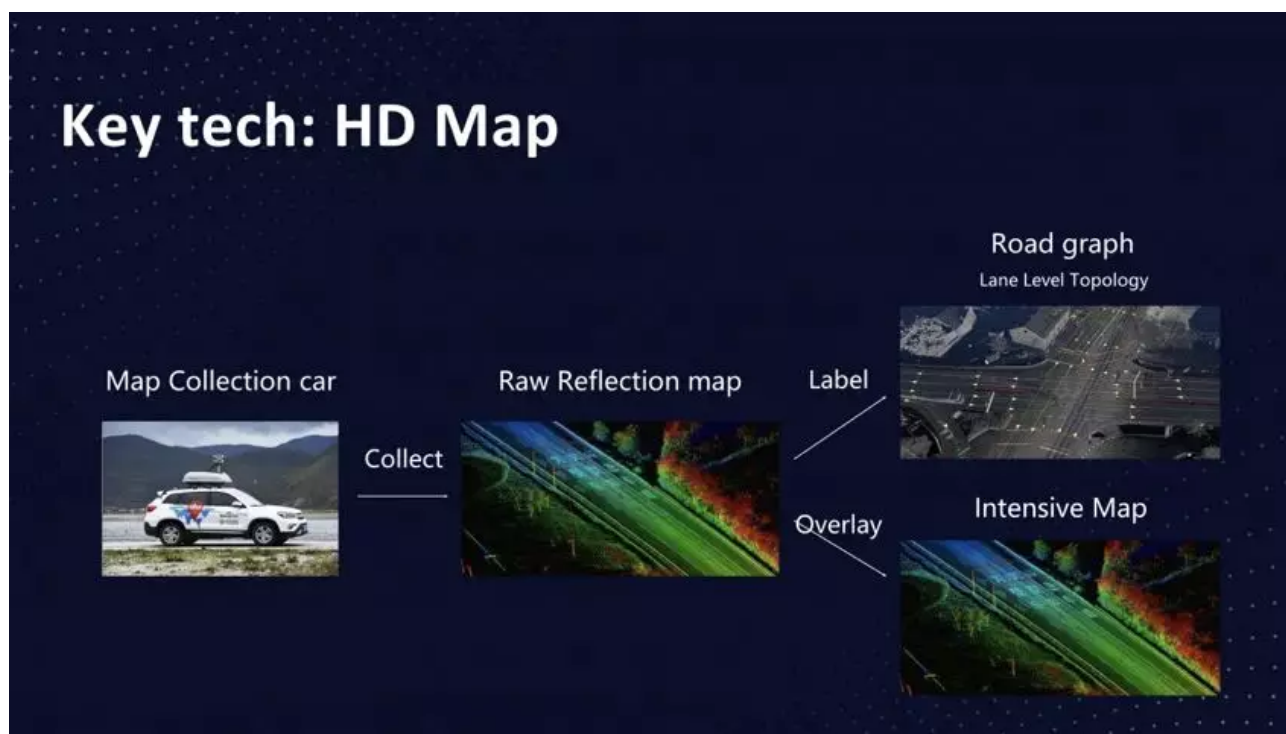 Key tech: HD Map
Map Collection car
Collect
Raw Reflection map
Label
Road graph
Lane Level Topology
Overlay
Intensive Map